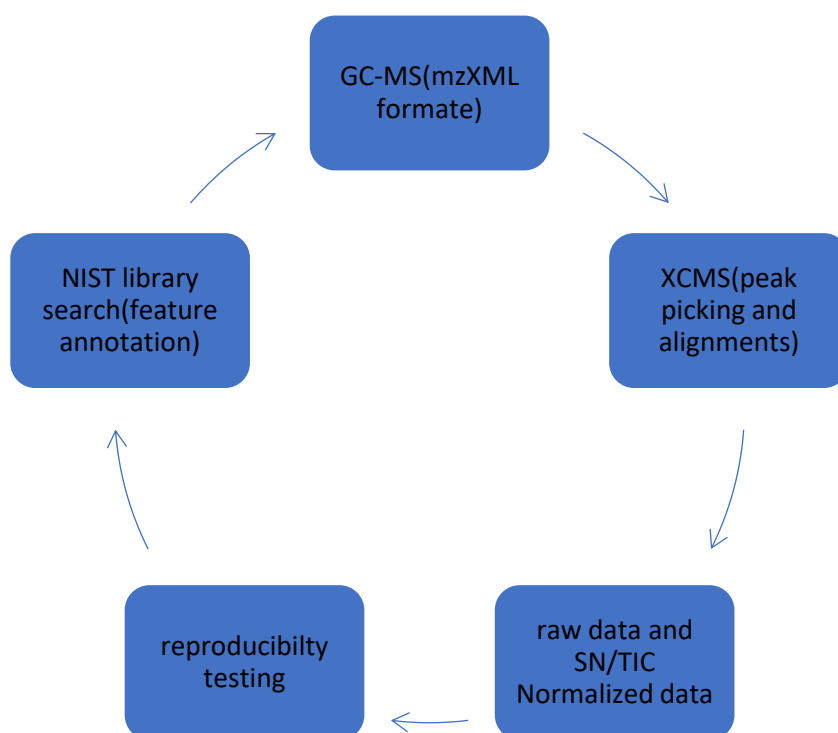 GC-MS(mzXML
formate)
XCMS(peak
picking and
alignments)
raw data and
SN/TIC
Normalized data
reproducibilty
testing
NIST library
search(feature
annotation)